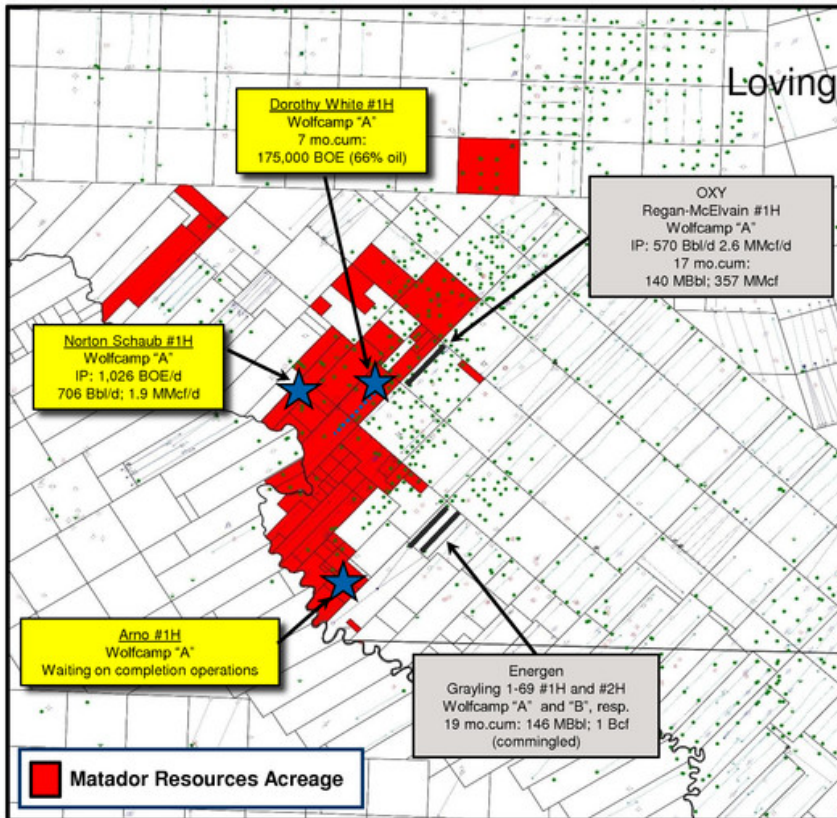 Loving
Dorothy White #1H
Wolfcamp "A"
7 mo.cum:
175,000 BOE (66% oil)
OXY
Regan-McElvain #1H
Wolfcamp "A"
IP: 570 Bbl/d 2.6 MMcf/d
17 mo.cum:
140 MBbl; 357 MMcf
Norton Schaub #1H
Wolfcamp "A"
IP: 1,026 BOE/d
706 Bbl/d; 1.9 MMcf/d
Arno #1H
Wolfcamp "A"
Waiting on completion operations
Energen
Grayling 1-69 #1H and #2H
Wolfcamp "A" and "B", resp.
19 mo.cum: 146 MBbl; 1 Bcf
(commingled)
Matador Resources Acreage